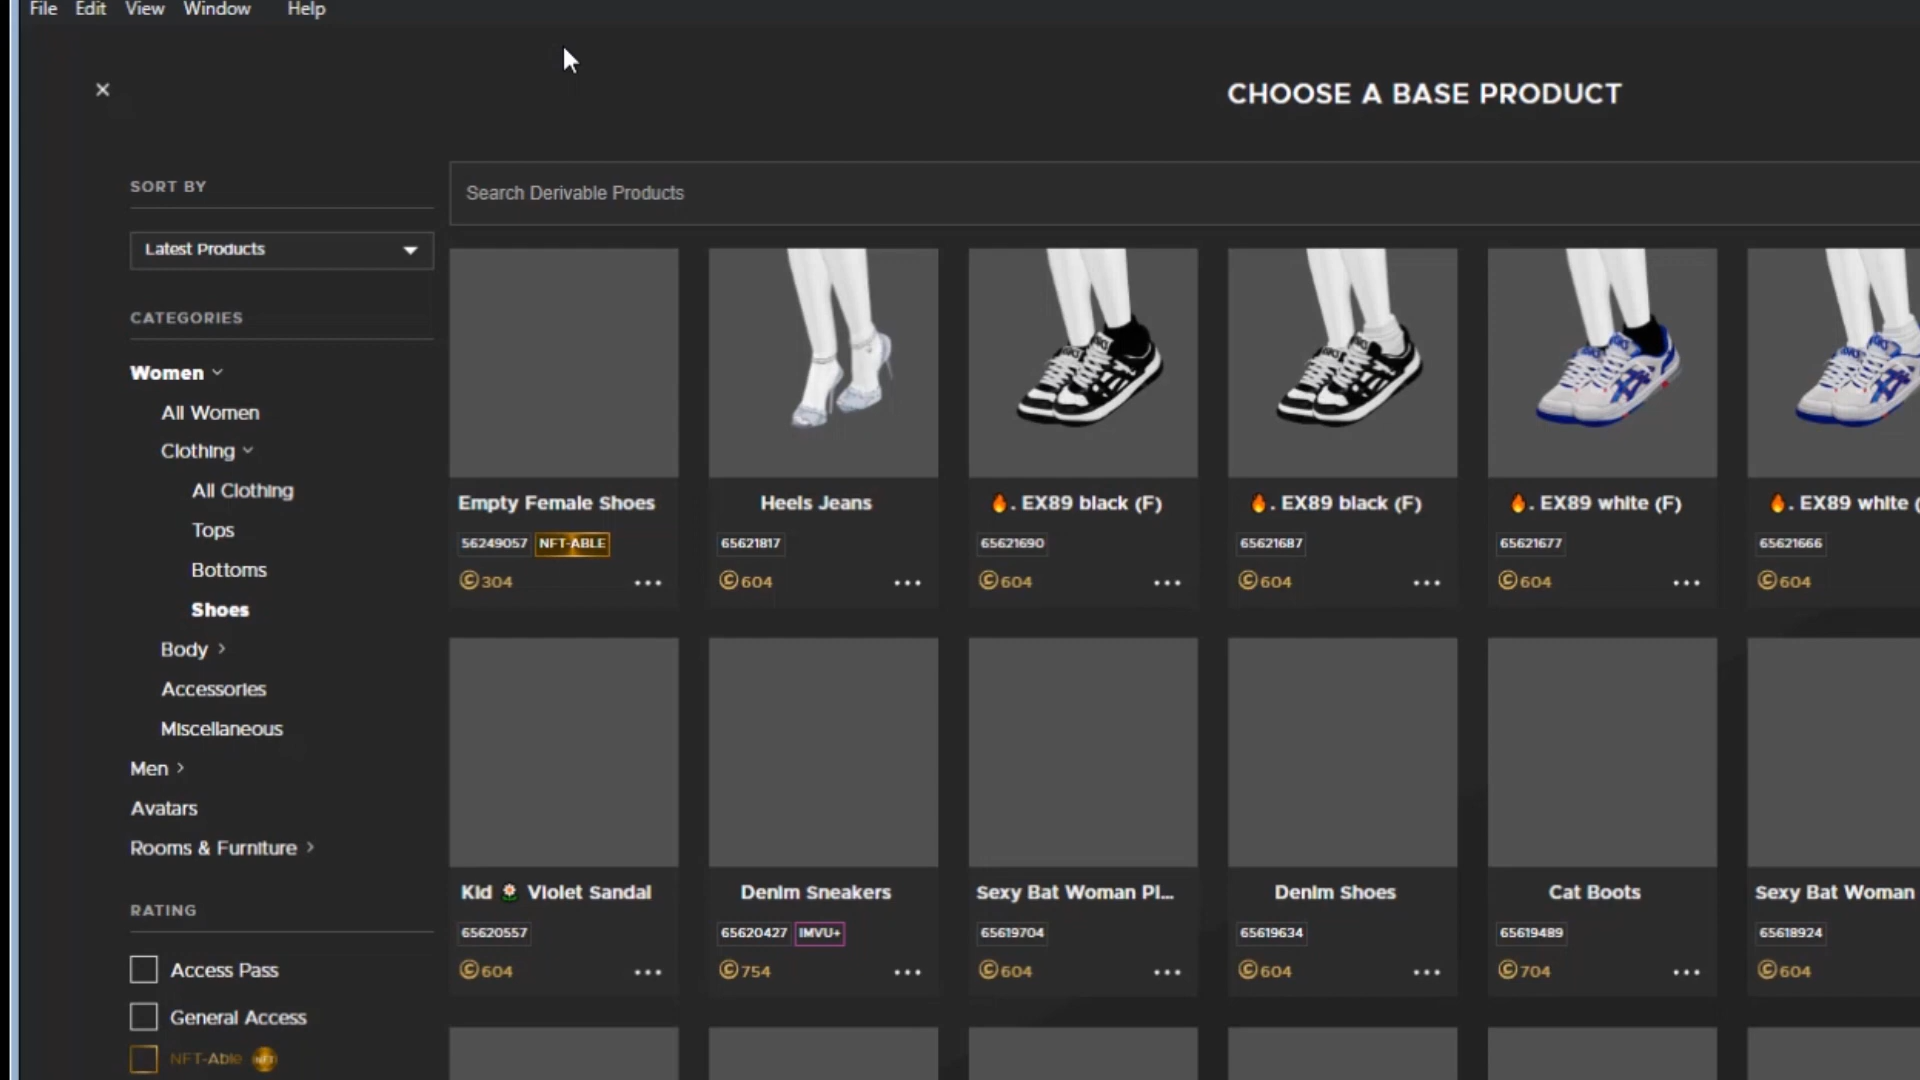 File Edit View Window Help
CHOOSE A BASE PRODUCT
SORT BY
Latest Products
CATEGORIES
Women
All Women
Clothing
All Clothing
Tops
Bottoms
Shoes
Body
Accessories
Miscellaneous
Men
Avatars
Rooms & Furniture
RATING
Access Pass
General Access
NFT-Able
Search Derivable Products
Empty Female Shoes
56249057 NFT-ABLE
©304
Heels Jeans
65621817
©604
🔥. EX89 black (F)
65621690
©604
🔥. EX89 black (F)
65621687
©604
🔥. EX89 white (F)
65621677
©604
🔥. EX89 white (
65621666
©604
Kid 🌼 Violet Sandal
65620557
©604
Denim Sneakers
65620427 IMVU+
©754
Sexy Bat Woman Pl...
65619704
©604
Denim Shoes
65619634
©604
Cat Boots
65619489
©704
Sexy Bat Woman
65618924
©604